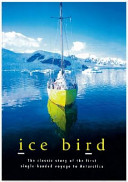 ice bird
The classic story of the first
single-handed voyage to Antarctica